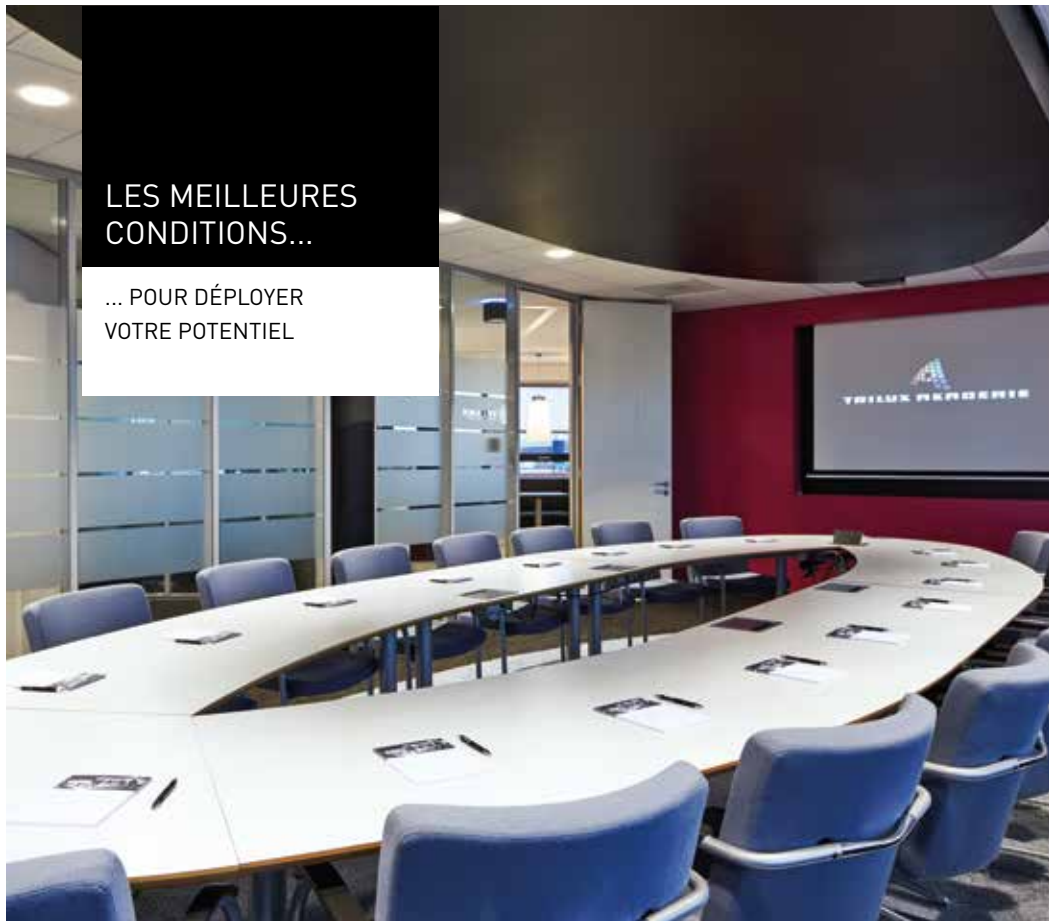 LES MEILLEURES
CONDITIONS...
... POUR DÉPLOYER
VOTRE POTENTIEL
TRILUX AKADEMIE